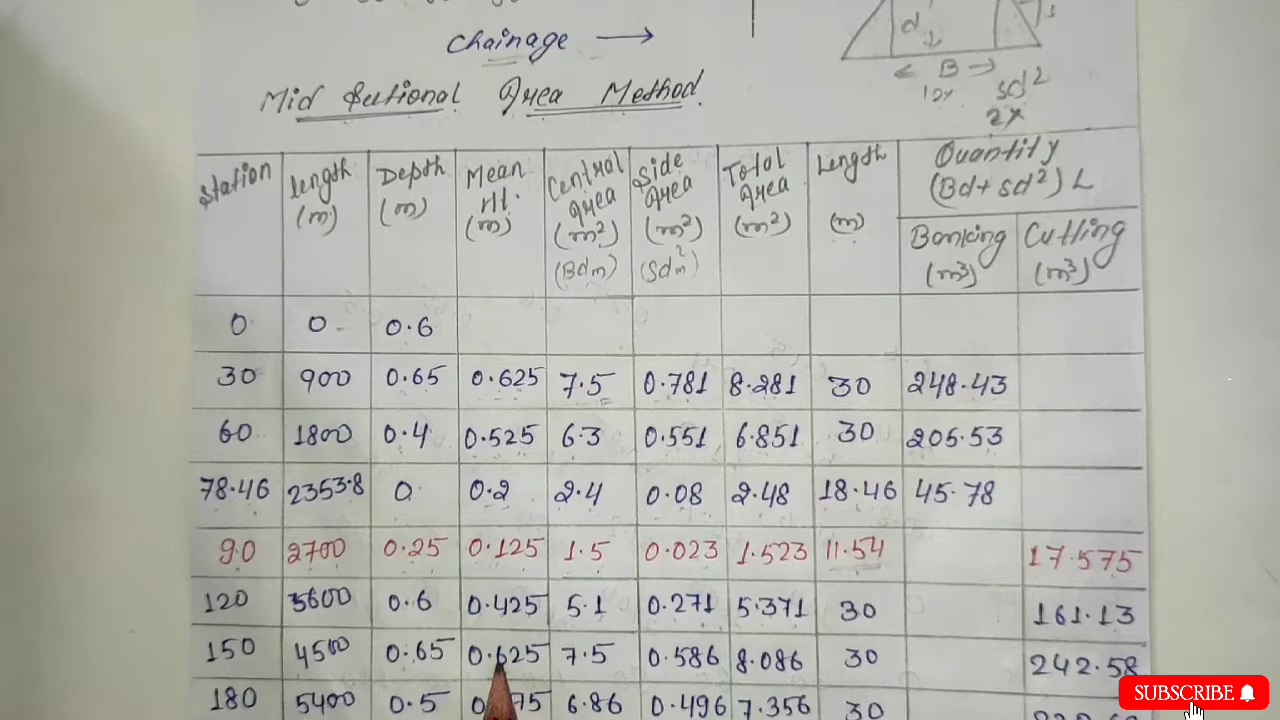 Chainage →
d
s
← B →
12x
sd²
2x
Mid Sectional Area Method.
Station Length (m) Depth (m) Mean Ht. (m) Central Area (m²) (Bdm) Side Area (m²) (Sdm²) Total Area (m²) Length (m) Quantity (Bd+sd²) L
Banking (m³) Cutting (m³)
0 0 0.6
30 900 0.65 0.625 7.5 0.781 8.281 30 248.43
60 1800 0.4 0.525 6.3 0.551 6.851 30 205.53
78.46 2353.8 0 0.2 2.4 0.08 2.48 18.46 45.78
90 2700 0.25 0.125 1.5 0.023 1.523 11.54 17.575
120 3600 0.6 0.425 5.1 0.271 5.371 30 161.13
150 4500 0.65 0.625 7.5 0.586 8.086 30 242.58
180 5400 0.5 6.86 0.496 7.356 30
SUBSCRIBE